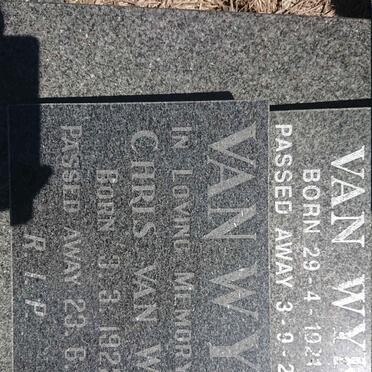 VAN WY
BORN 29-4-19
PASSED AWAY 3-9-2
VAN WY
IN LOVING MEMORY
CHRIS VAN W
BORN 3.3.192
PASSED AWAY 23.6.
R.I.P.